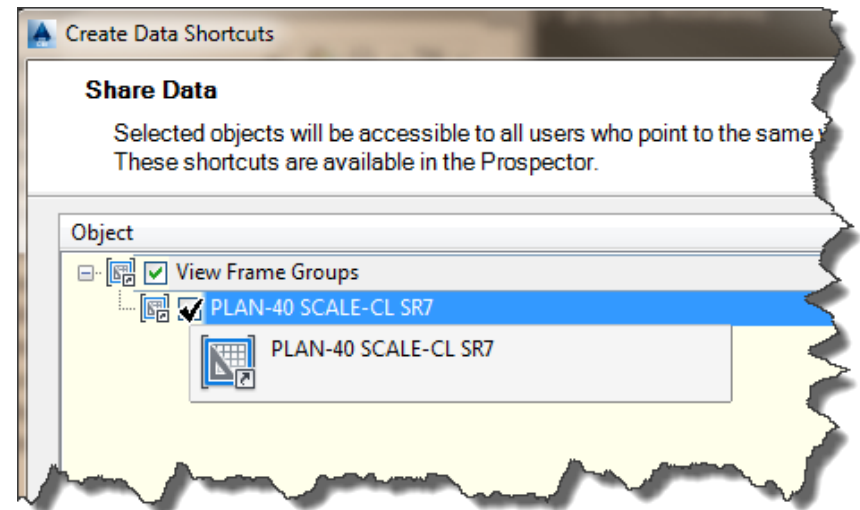 Create Data Shortcuts
Share Data
Selected objects will be accessible to all users who point to the same
These shortcuts are available in the Prospector.
Object
View Frame Groups
PLAN-40 SCALE-CL SR7
PLAN-40 SCALE-CL SR7